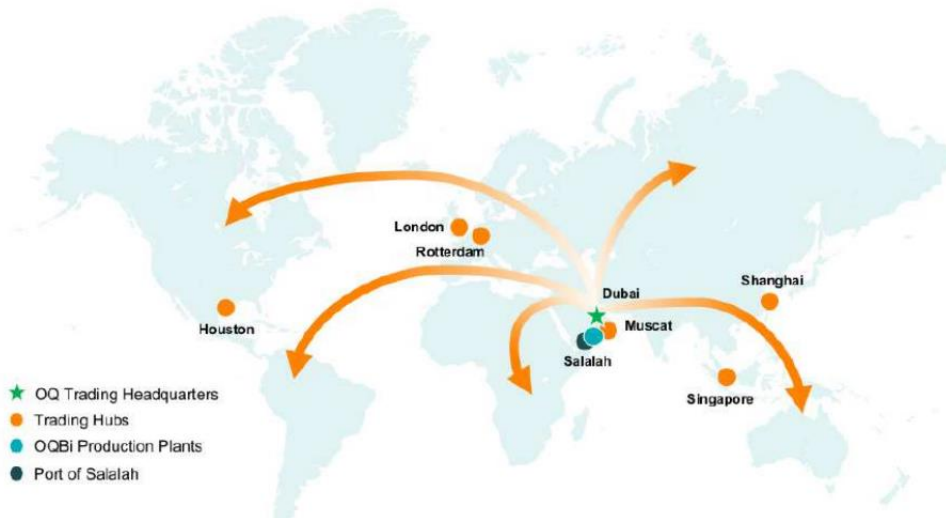 London
Rotterdam
Dubai
Shanghai
Houston
Muscat
Salalah
Singapore
OQ Trading Headquarters
Trading Hubs
OQBi Production Plants
Port of Salalah